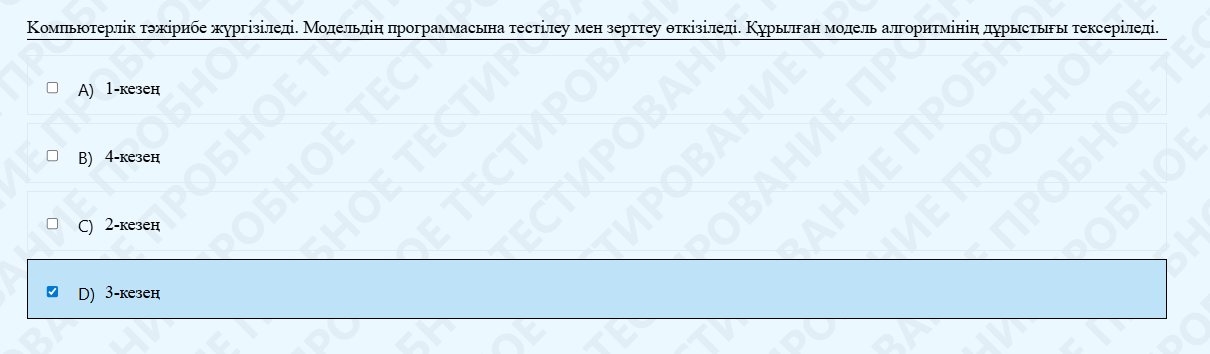 Компьютерлік тәжірибе жүргізіледі. Модельдің программасына тестілеу мен зерттеу өткізіледі. Құрылған модель алгоритмінің дұрыстығы тексеріледі.
A) 1-кезең
B) 4-кезең
C) 2-кезең
D) 3-кезең
ПРОБНОЕ ТЕСТИРОВАНИЕ